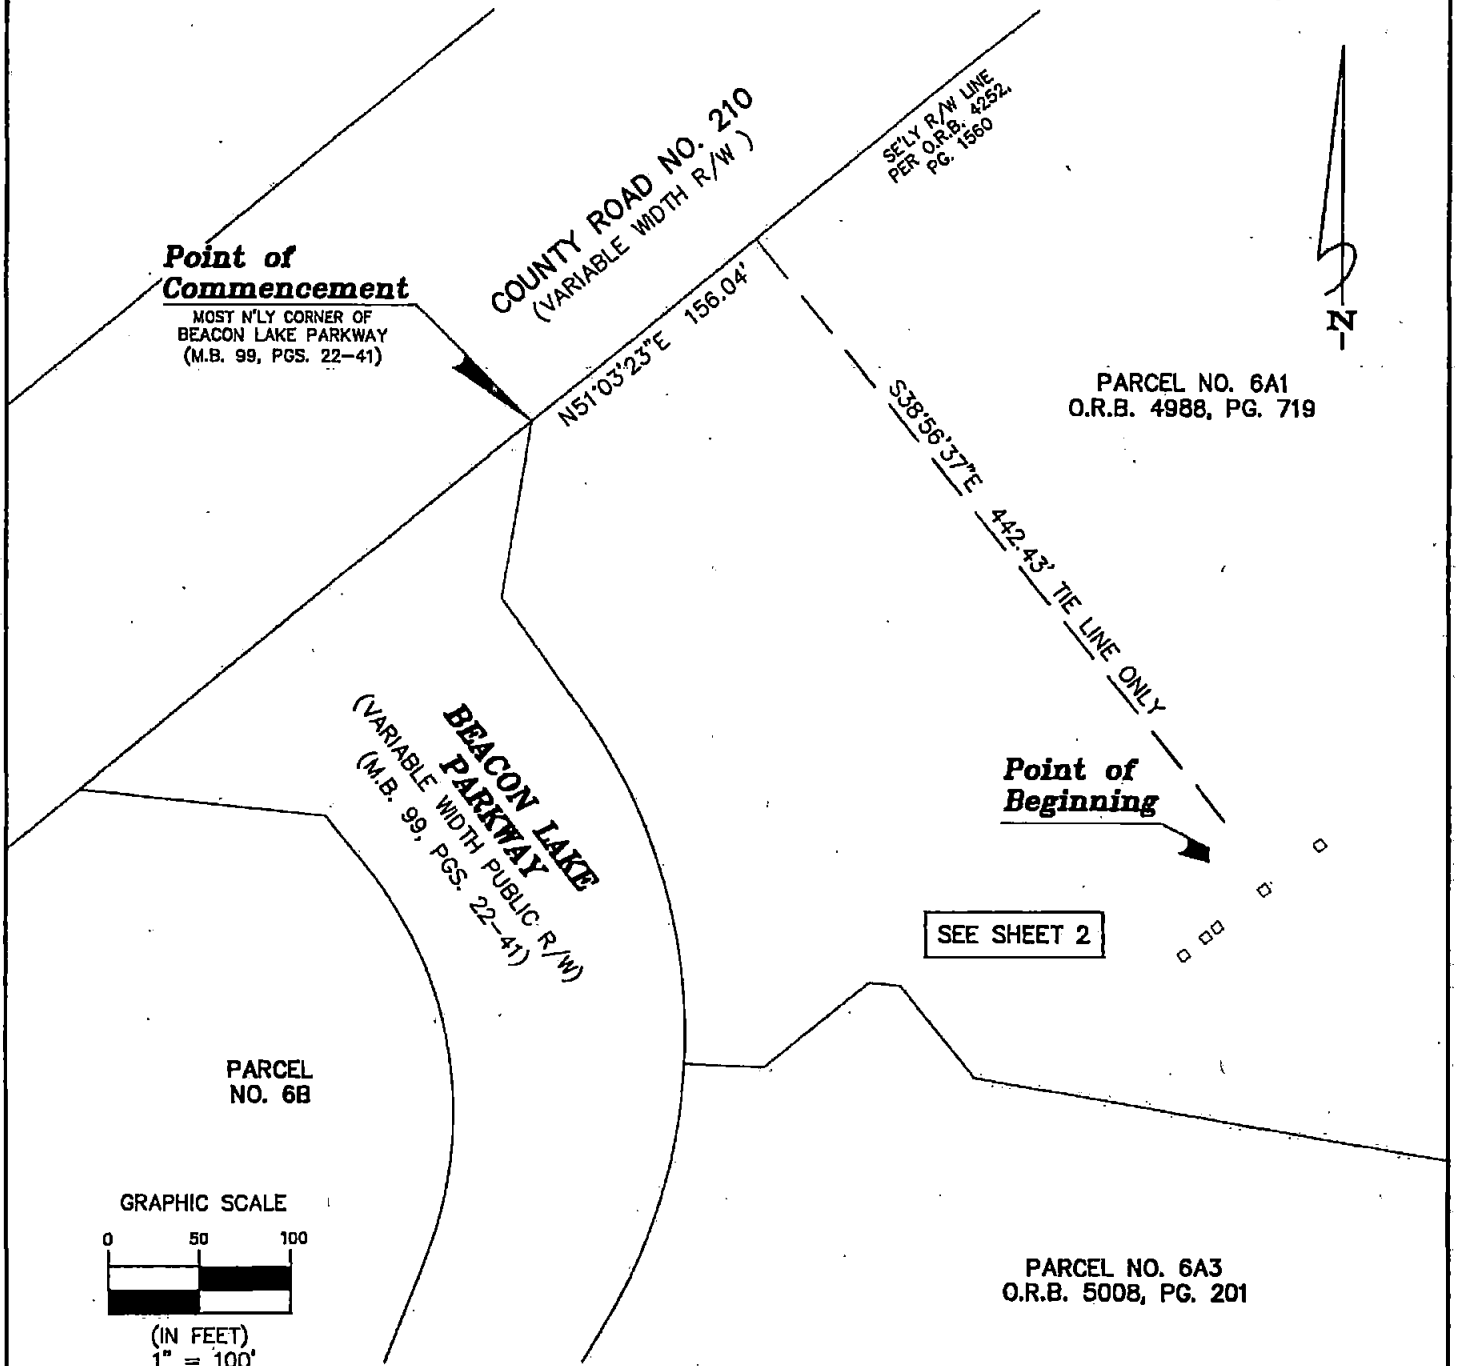 COUNTY ROAD NO. 210
(VARIABLE WIDTH R/W )
SE'LY R/W LINE
PER O.R.B. 4252,
PG. 1560
Point of
Commencement
MOST N'LY CORNER OF
BEACON LAKE PARKWAY
(M.B. 99, PGS. 22-41)
N51°03'23"E 156.04'
N
PARCEL NO. 6A1
O.R.B. 4988, PG. 719
S38°56'37"E 442.43' TIE LINE ONLY
BEACON LAKE
PARKWAY
(VARIABLE WIDTH PUBLIC R/W)
(M.B. 99, PGS. 22-41)
Point of
Beginning
SEE SHEET 2
PARCEL
NO. 6B
GRAPHIC SCALE
0 50 100
(IN FEET)
1" = 100'
PARCEL NO. 6A3
O.R.B. 5008, PG. 201